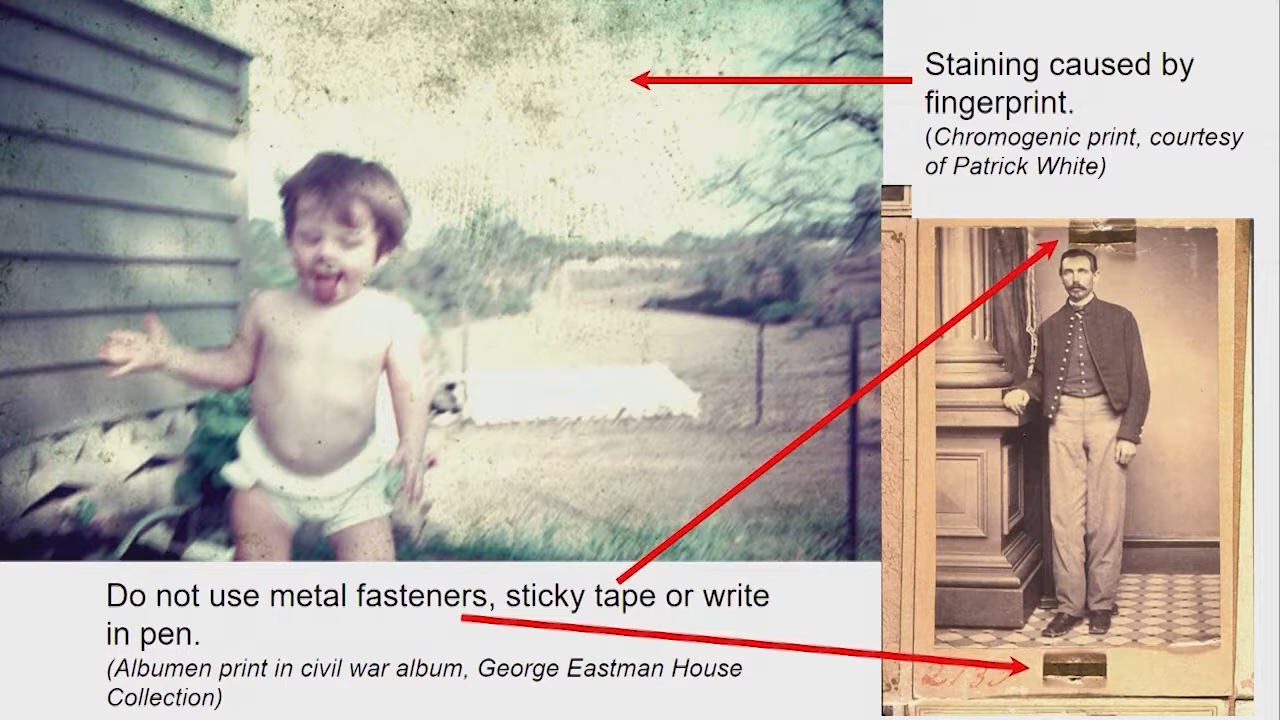 Staining caused by
fingerprint.
(Chromogenic print, courtesy
of Patrick White)
Do not use metal fasteners, sticky tape or write
in pen.
(Albumen print in civil war album, George Eastman House
Collection)